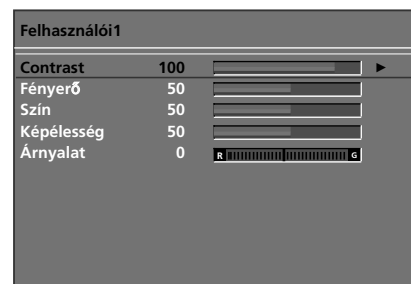 Felhasználói1
Contrast 100 ►
Fényerő 50
Szín 50
Képélesség 50
Árnyalat 0 R G